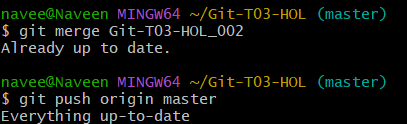 navee@Naveen MINGW64 ~/Git-T03-HOL (master)
$ git merge Git-T03-HOL_002
Already up to date.
navee@Naveen MINGW64 ~/Git-T03-HOL (master)
$ git push origin master
Everything up-to-date